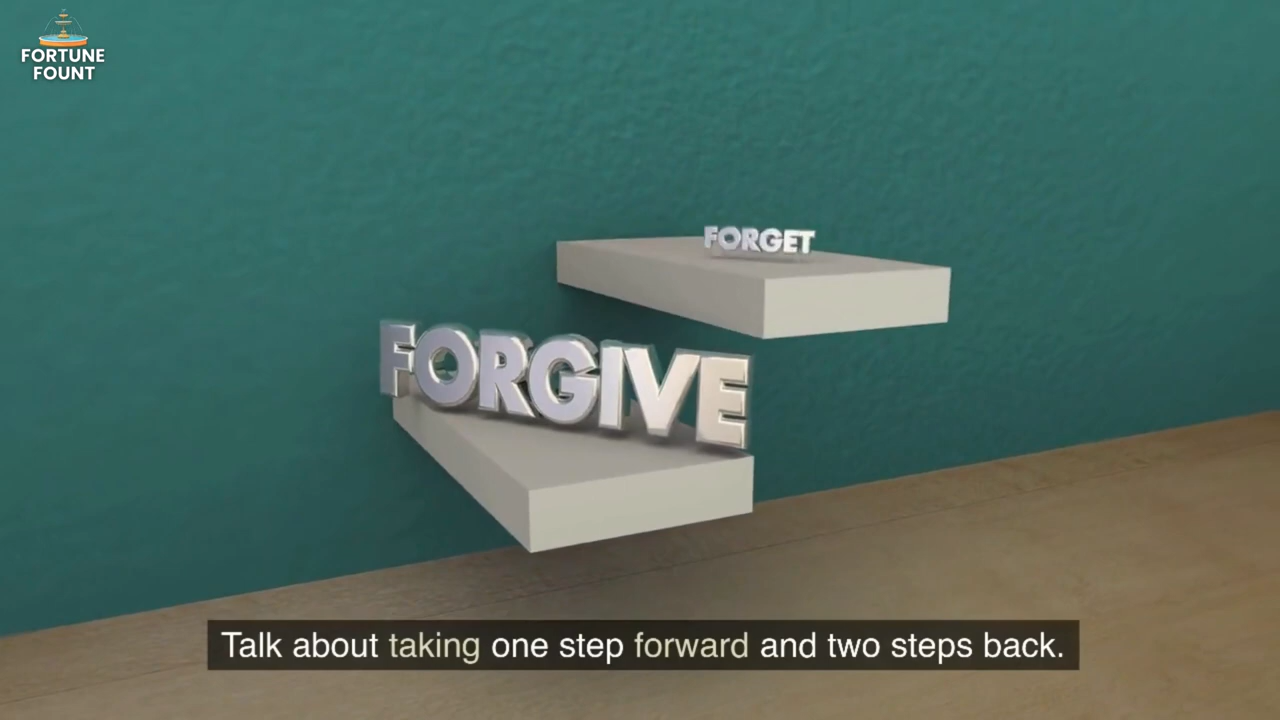 FORTUNE
FOUNT
FORGET
FORGIVE
Talk about taking one step forward and two steps back.